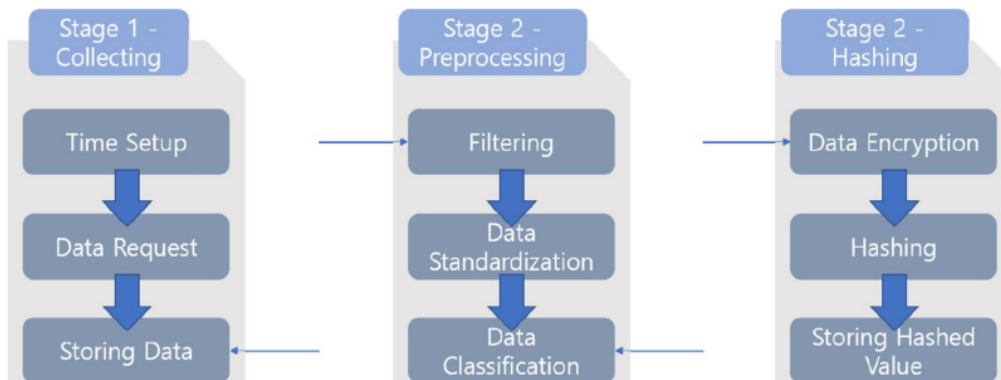 Stage 1 -
Collecting
Time Setup
Data Request
Storing Data
Stage 2 -
Preprocessing
Filtering
Data
Standardization
Data
Classification
Stage 2 -
Hashing
Data Encryption
Hashing
Storing Hashed
Value